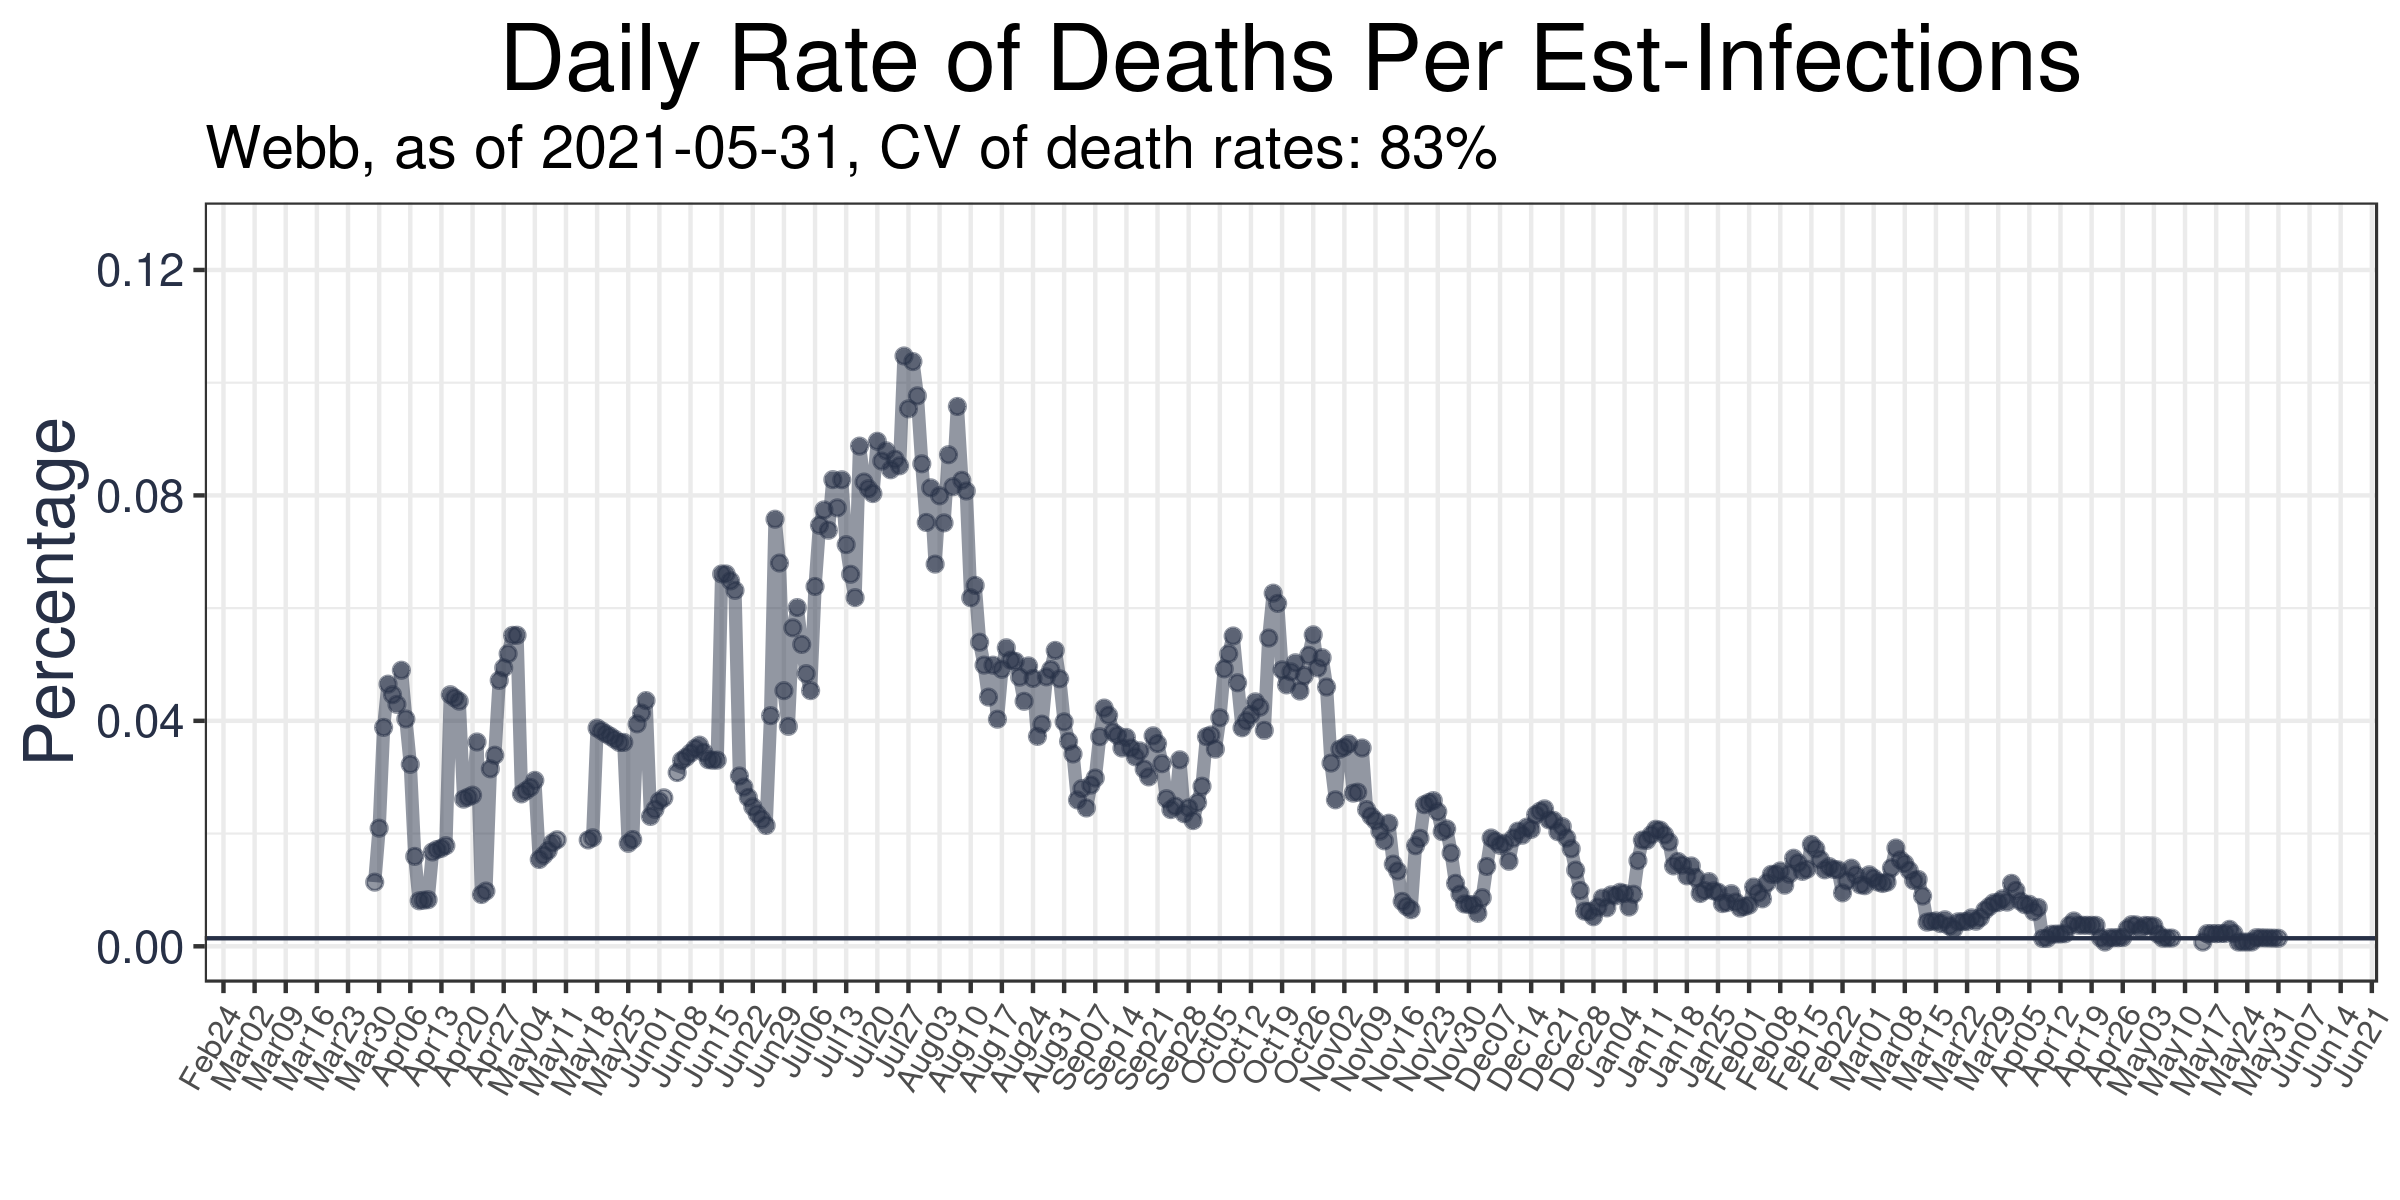 Daily Rate of Deaths Per Est-Infections
Webb, as of 2021-05-31, CV of death rates: 83%
Percentage
0.12
0.08
0.04
0.00
Feb24 Mar02 Mar09 Mar16 Mar23 Mar30 Apr06 Apr13 Apr20 Apr27 May04 May11 May18 May25 Jun01 Jun08 Jun15 Jun22 Jun29 Jul06 Jul13 Jul20 Jul27 Aug03 Aug10 Aug17 Aug24 Aug31 Sep07 Sep14 Sep21 Sep28 Oct05 Oct12 Oct19 Oct26 Nov02 Nov09 Nov16 Nov23 Nov30 Dec07 Dec14 Dec21 Dec28 Jan04 Jan11 Jan18 Jan25 Feb01 Feb08 Feb15 Feb22 Mar01 Mar08 Mar15 Mar22 Mar29 Apr05 Apr12 Apr19 Apr26 May03 May10 May17 May24 May31 Jun07 Jun14 Jun21